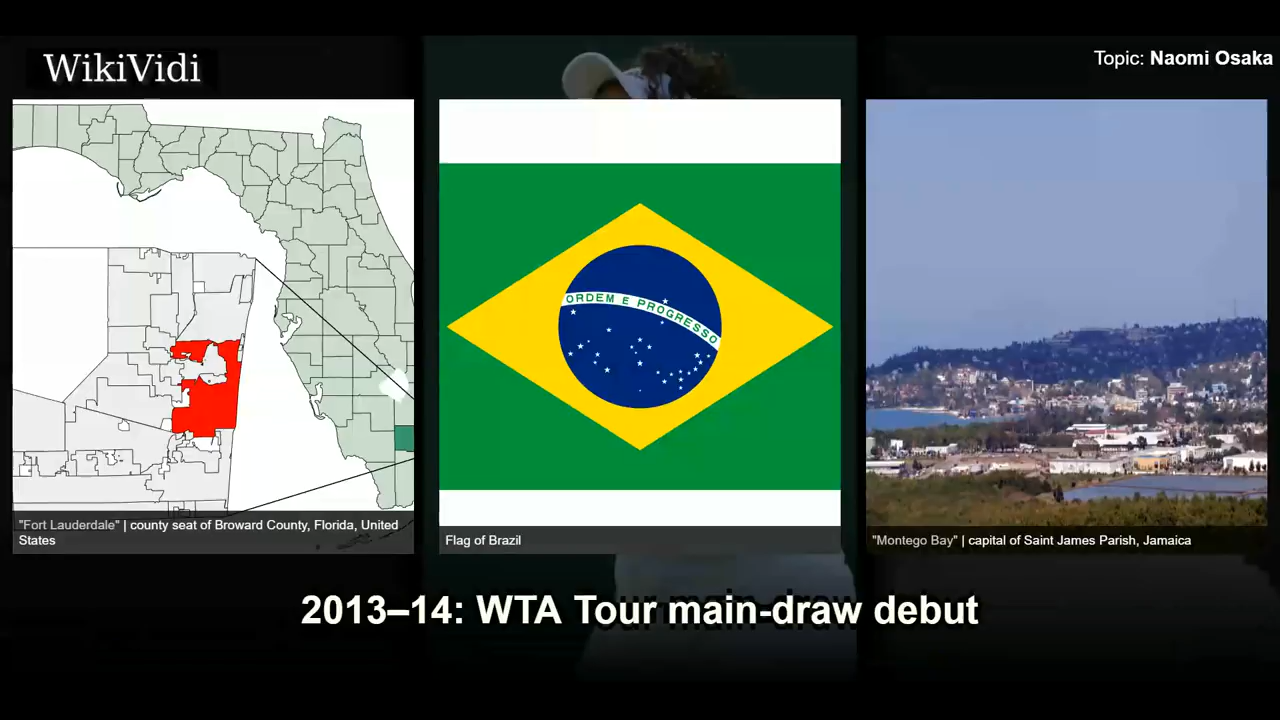 WikiVidi
Topic: Naomi Osaka
ORDEM E PROGRESSO
"Fort Lauderdale" | county seat of Broward County, Florida, United
States
Flag of Brazil
"Montego Bay" | capital of Saint James Parish, Jamaica
2013–14: WTA Tour main-draw debut